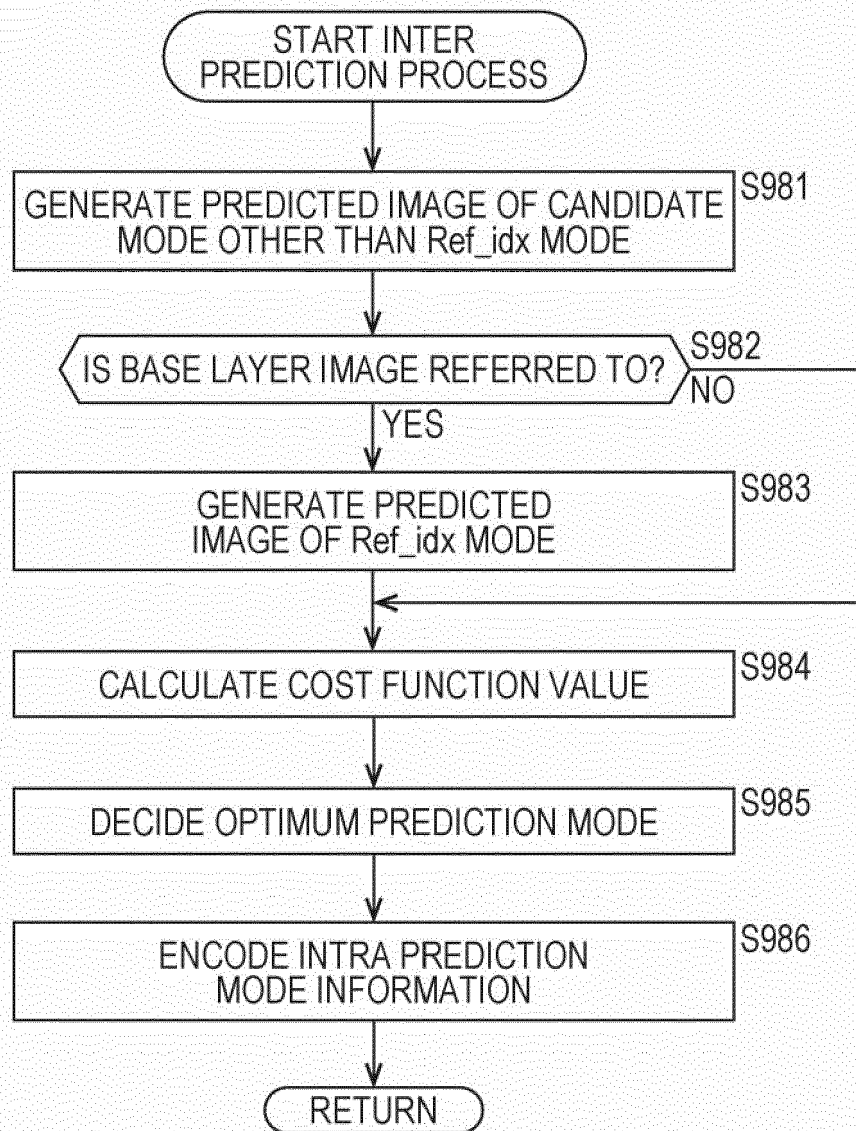 START INTER
PREDICTION PROCESS
S981
GENERATE PREDICTED IMAGE OF CANDIDATE
MODE OTHER THAN Ref_idx MODE
S982
IS BASE LAYER IMAGE REFERRED TO?
NO
YES
S983
GENERATE PREDICTED
IMAGE OF Ref_idx MODE
S984
CALCULATE COST FUNCTION VALUE
S985
DECIDE OPTIMUM PREDICTION MODE
S986
ENCODE INTRA PREDICTION
MODE INFORMATION
RETURN